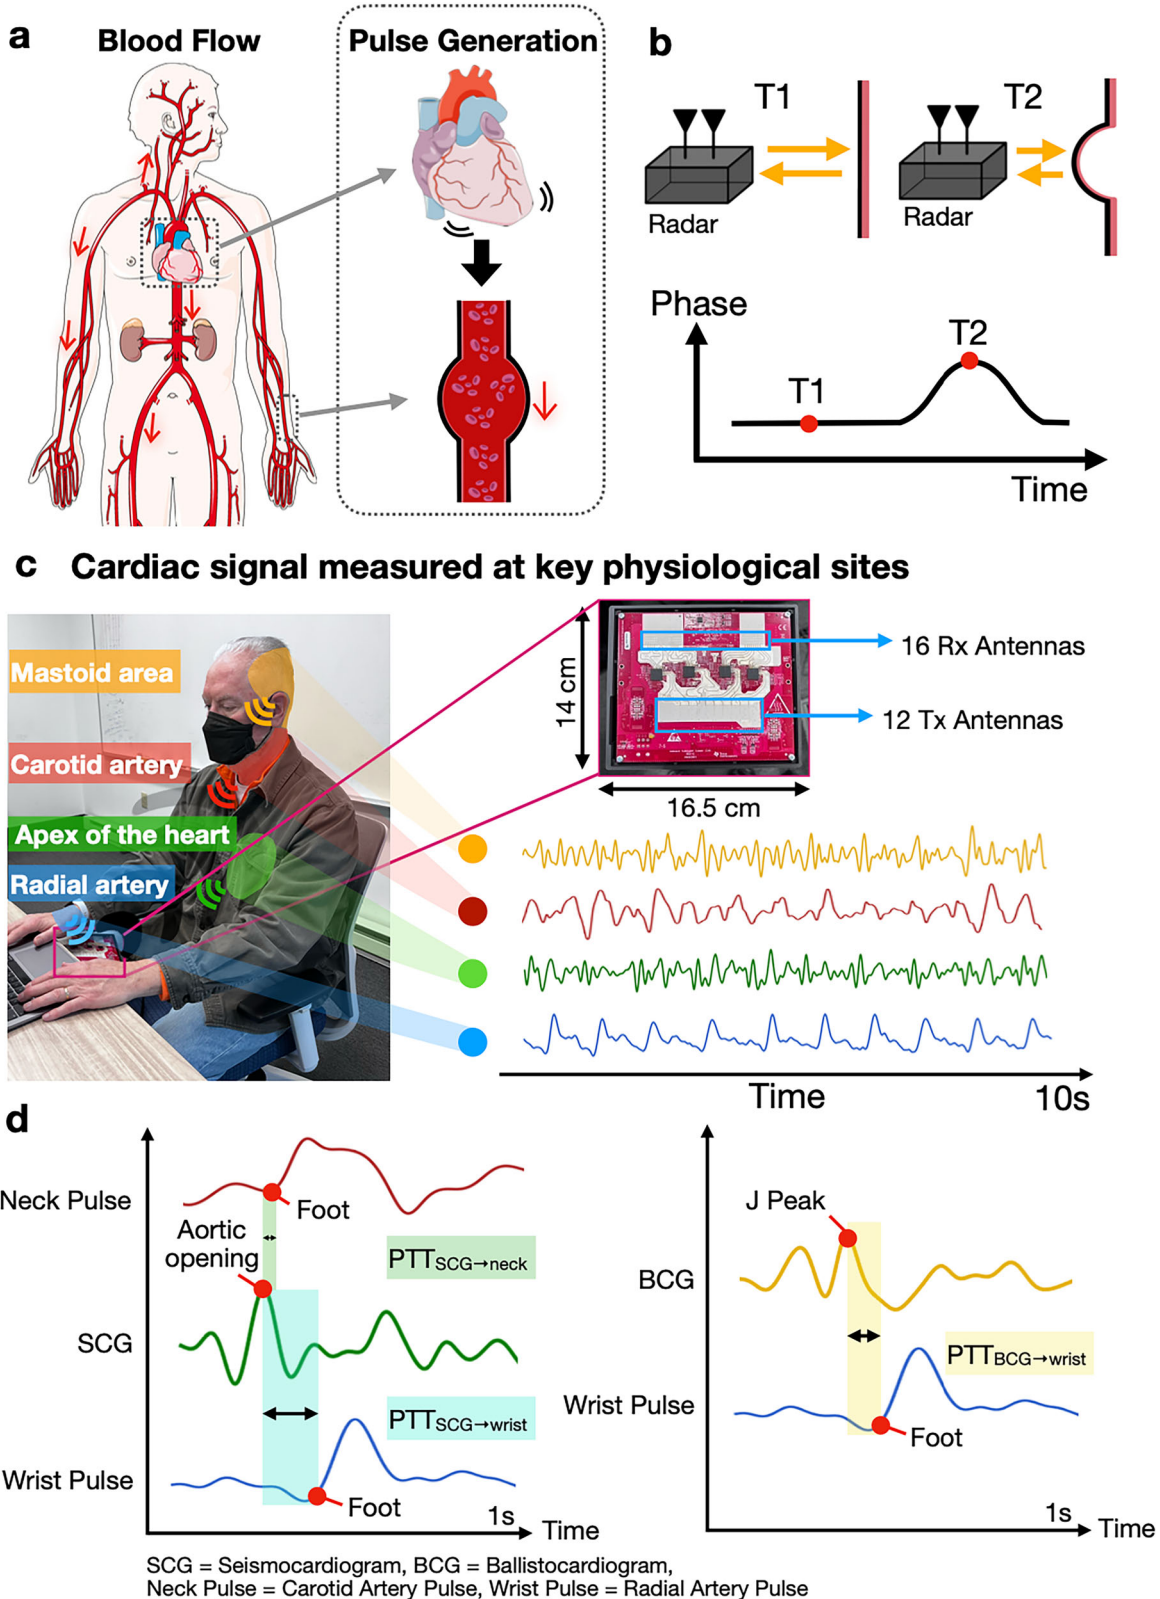 a
Blood Flow
Pulse Generation
b
T1
T2
Radar
Radar
Phase
T1
T2
Time
c Cardiac signal measured at key physiological sites
Mastoid area
Carotid artery
Apex of the heart
Radial artery
14 cm
16.5 cm
16 Rx Antennas
12 Tx Antennas
Time
10s
d
Neck Pulse
Foot
Aortic
opening
PTTSCG→neck
SCG
PTTSCG→wrist
Wrist Pulse
Foot
1s
Time
J Peak
BCG
PTTBCG→wrist
Wrist Pulse
Foot
1s
Time
SCG = Seismocardiogram, BCG = Ballistocardiogram,
Neck Pulse = Carotid Artery Pulse, Wrist Pulse = Radial Artery Pulse